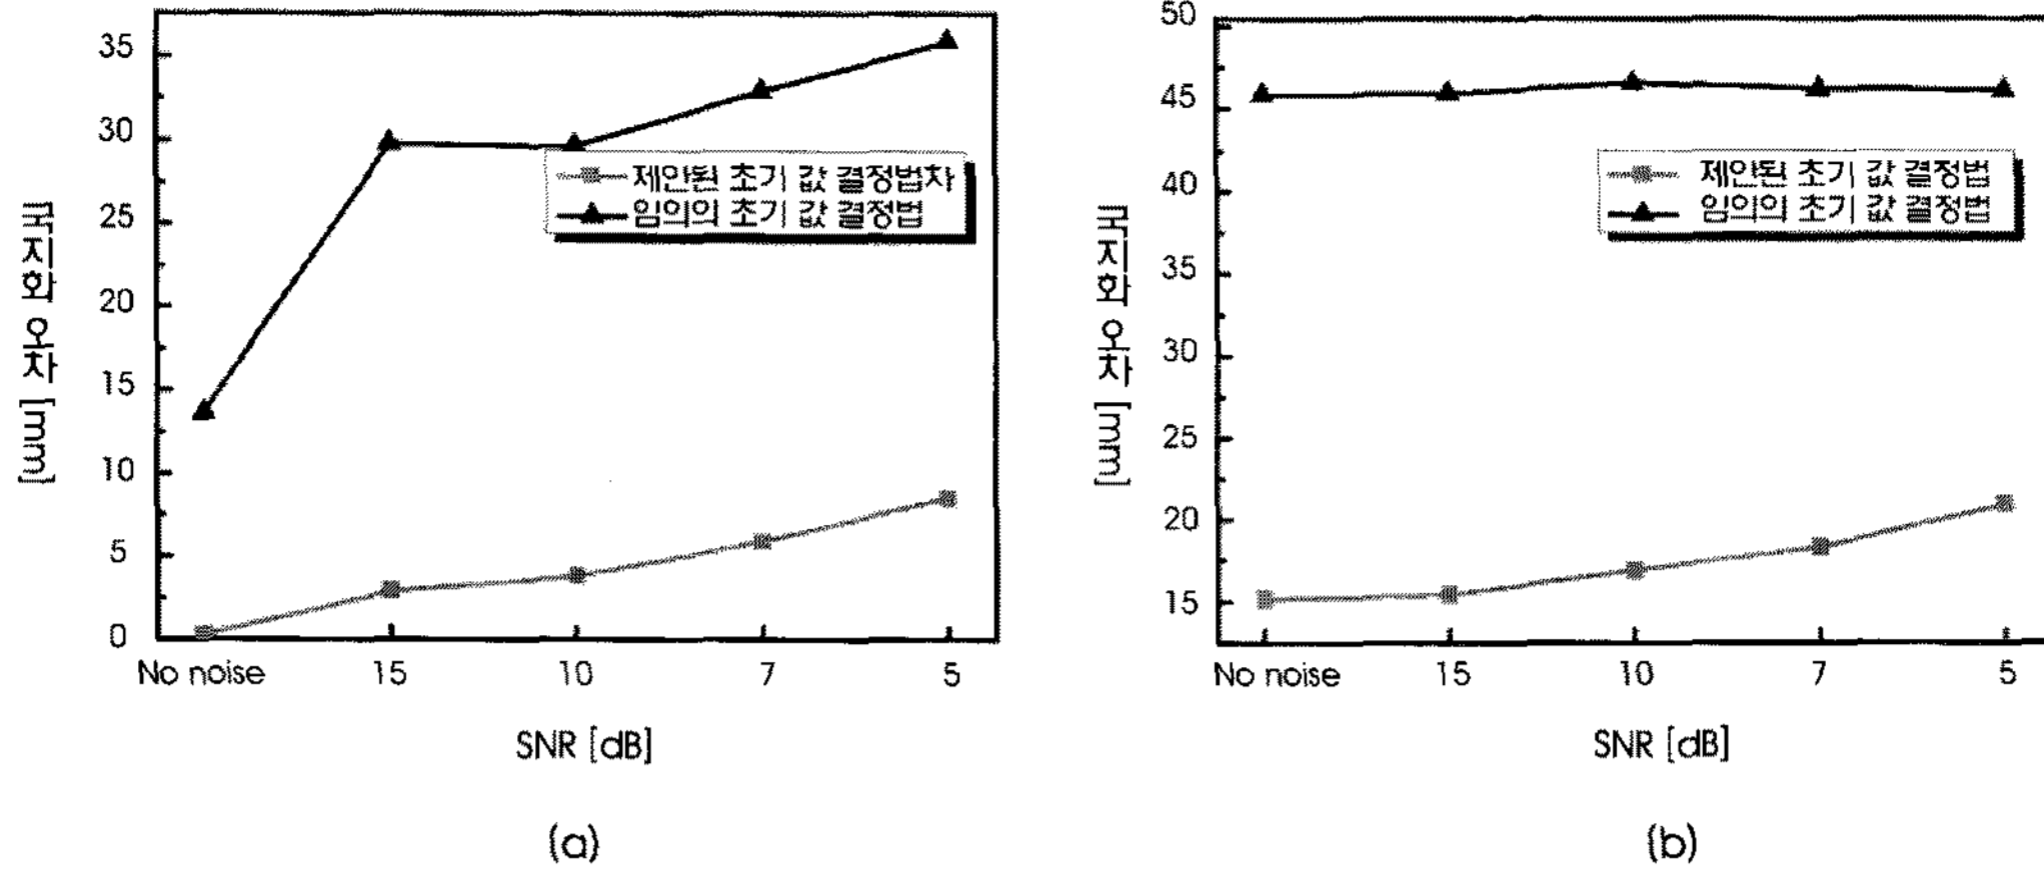 35
30
25
20
15
10
5
0
국지화 오차 [mm]
제안된 초기 값 결정법차
임의의 초기 값 결정법
No noise 15 10 7 5
SNR [dB]
(a)
50
45
40
35
30
25
20
15
국지화 오차 [mm]
제안된 초기 값 결정법
임의의 초기 값 결정법
No noise 15 10 7 5
SNR [dB]
(b)